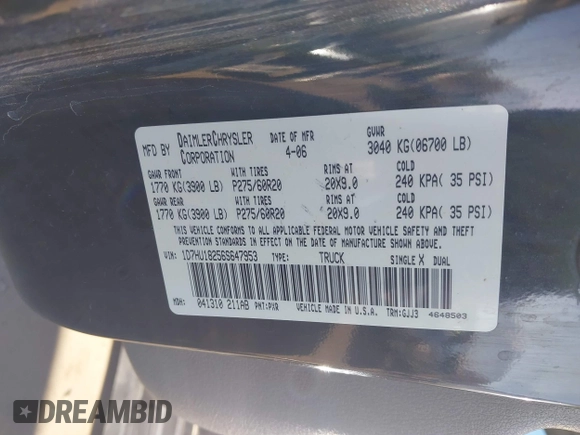 MFD BY DAIMLERCHRYSLER CORPORATION DATE OF MFR 4-06 GVWR 3040 KG(06700 LB)
GAWR FRONT WITH TIRES RIMS AT COLD
1770 KG(3900 LB) P275/60R20 20X9.0 240 KPA( 35 PSI)
GAWR REAR WITH TIRES RIMS AT COLD
1770 KG(3900 LB) P275/60R20 20X9.0 240 KPA( 35 PSI)
THIS VEHICLE CONFORMS TO ALL APPLICABLE FEDERAL MOTOR VEHICLE SAFETY AND THEFT
PREVENTION STANDARDS IN EFFECT ON THE DATE OF MANUFACTURE SHOWN ABOVE.
VIN: 1D7HU18256S647953 TYPE: TRUCK SINGLE X DUAL
MDH: 041310 211AB PNT:PXR VEHICLE MADE IN U.S.A. TRM:GJJ3 4648503
DREAMBID